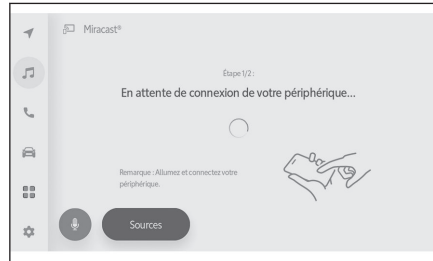 Miracast®
Étape 1/2 :
En attente de connexion de votre périphérique...
Remarque : Allumez et connectez votre
périphérique.
Sources